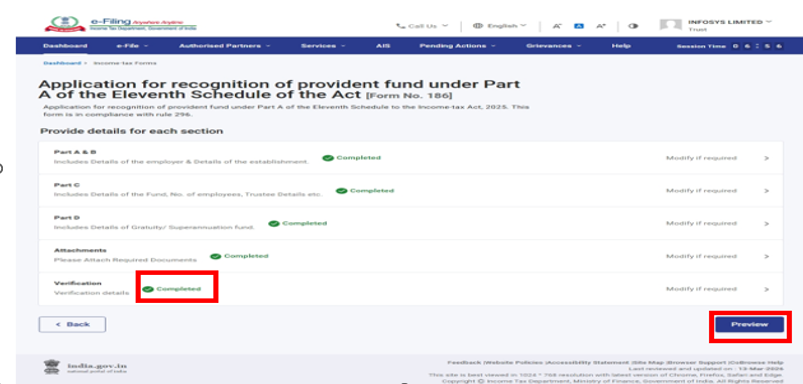 e-Filing Anywhere Anytime
Income Tax Department, Government of India
Call Us
English
A-
A
A+
INFOSYS LIMITED
Trust
Dashboard
e-File
Authorised Partners
Services
AIS
Pending Actions
Grievances
Help
Session Time 0 6 : 5 6
Dashboard > Income-tax Forms
Application for recognition of provident fund under Part
A of the Eleventh Schedule of the Act [Form No. 186]
Application for recognition of provident fund under Part A of the Eleventh Schedule to the Income-tax Act, 2025. This
form is in compliance with rule 296.
Provide details for each section
Part A & B
Includes Details of the employer & Details of the establishment.
Completed
Modify if required >
Part C
Includes Details of the Fund, No. of employees, Trustee Details etc.
Completed
Modify if required >
Part D
Includes Details of Gratuity/ Superannuation fund.
Completed
Modify if required >
Attachments
Please Attach Required Documents
Completed
Modify if required >
Verification
Verification details
Completed
Modify if required >
< Back
Preview
india.gov.in
national portal of india
Feedback |Website Policies |Accessibility Statement |Site Map |Browser Support |CoBrowse Help
Last reviewed and updated on : 13-Mar-2026
This site is best viewed in 1024 * 768 resolution with latest version of Chrome, Firefox, Safari and Edge.
Copyright © Income Tax Department, Ministry of Finance, Government of India. All Rights Reserved